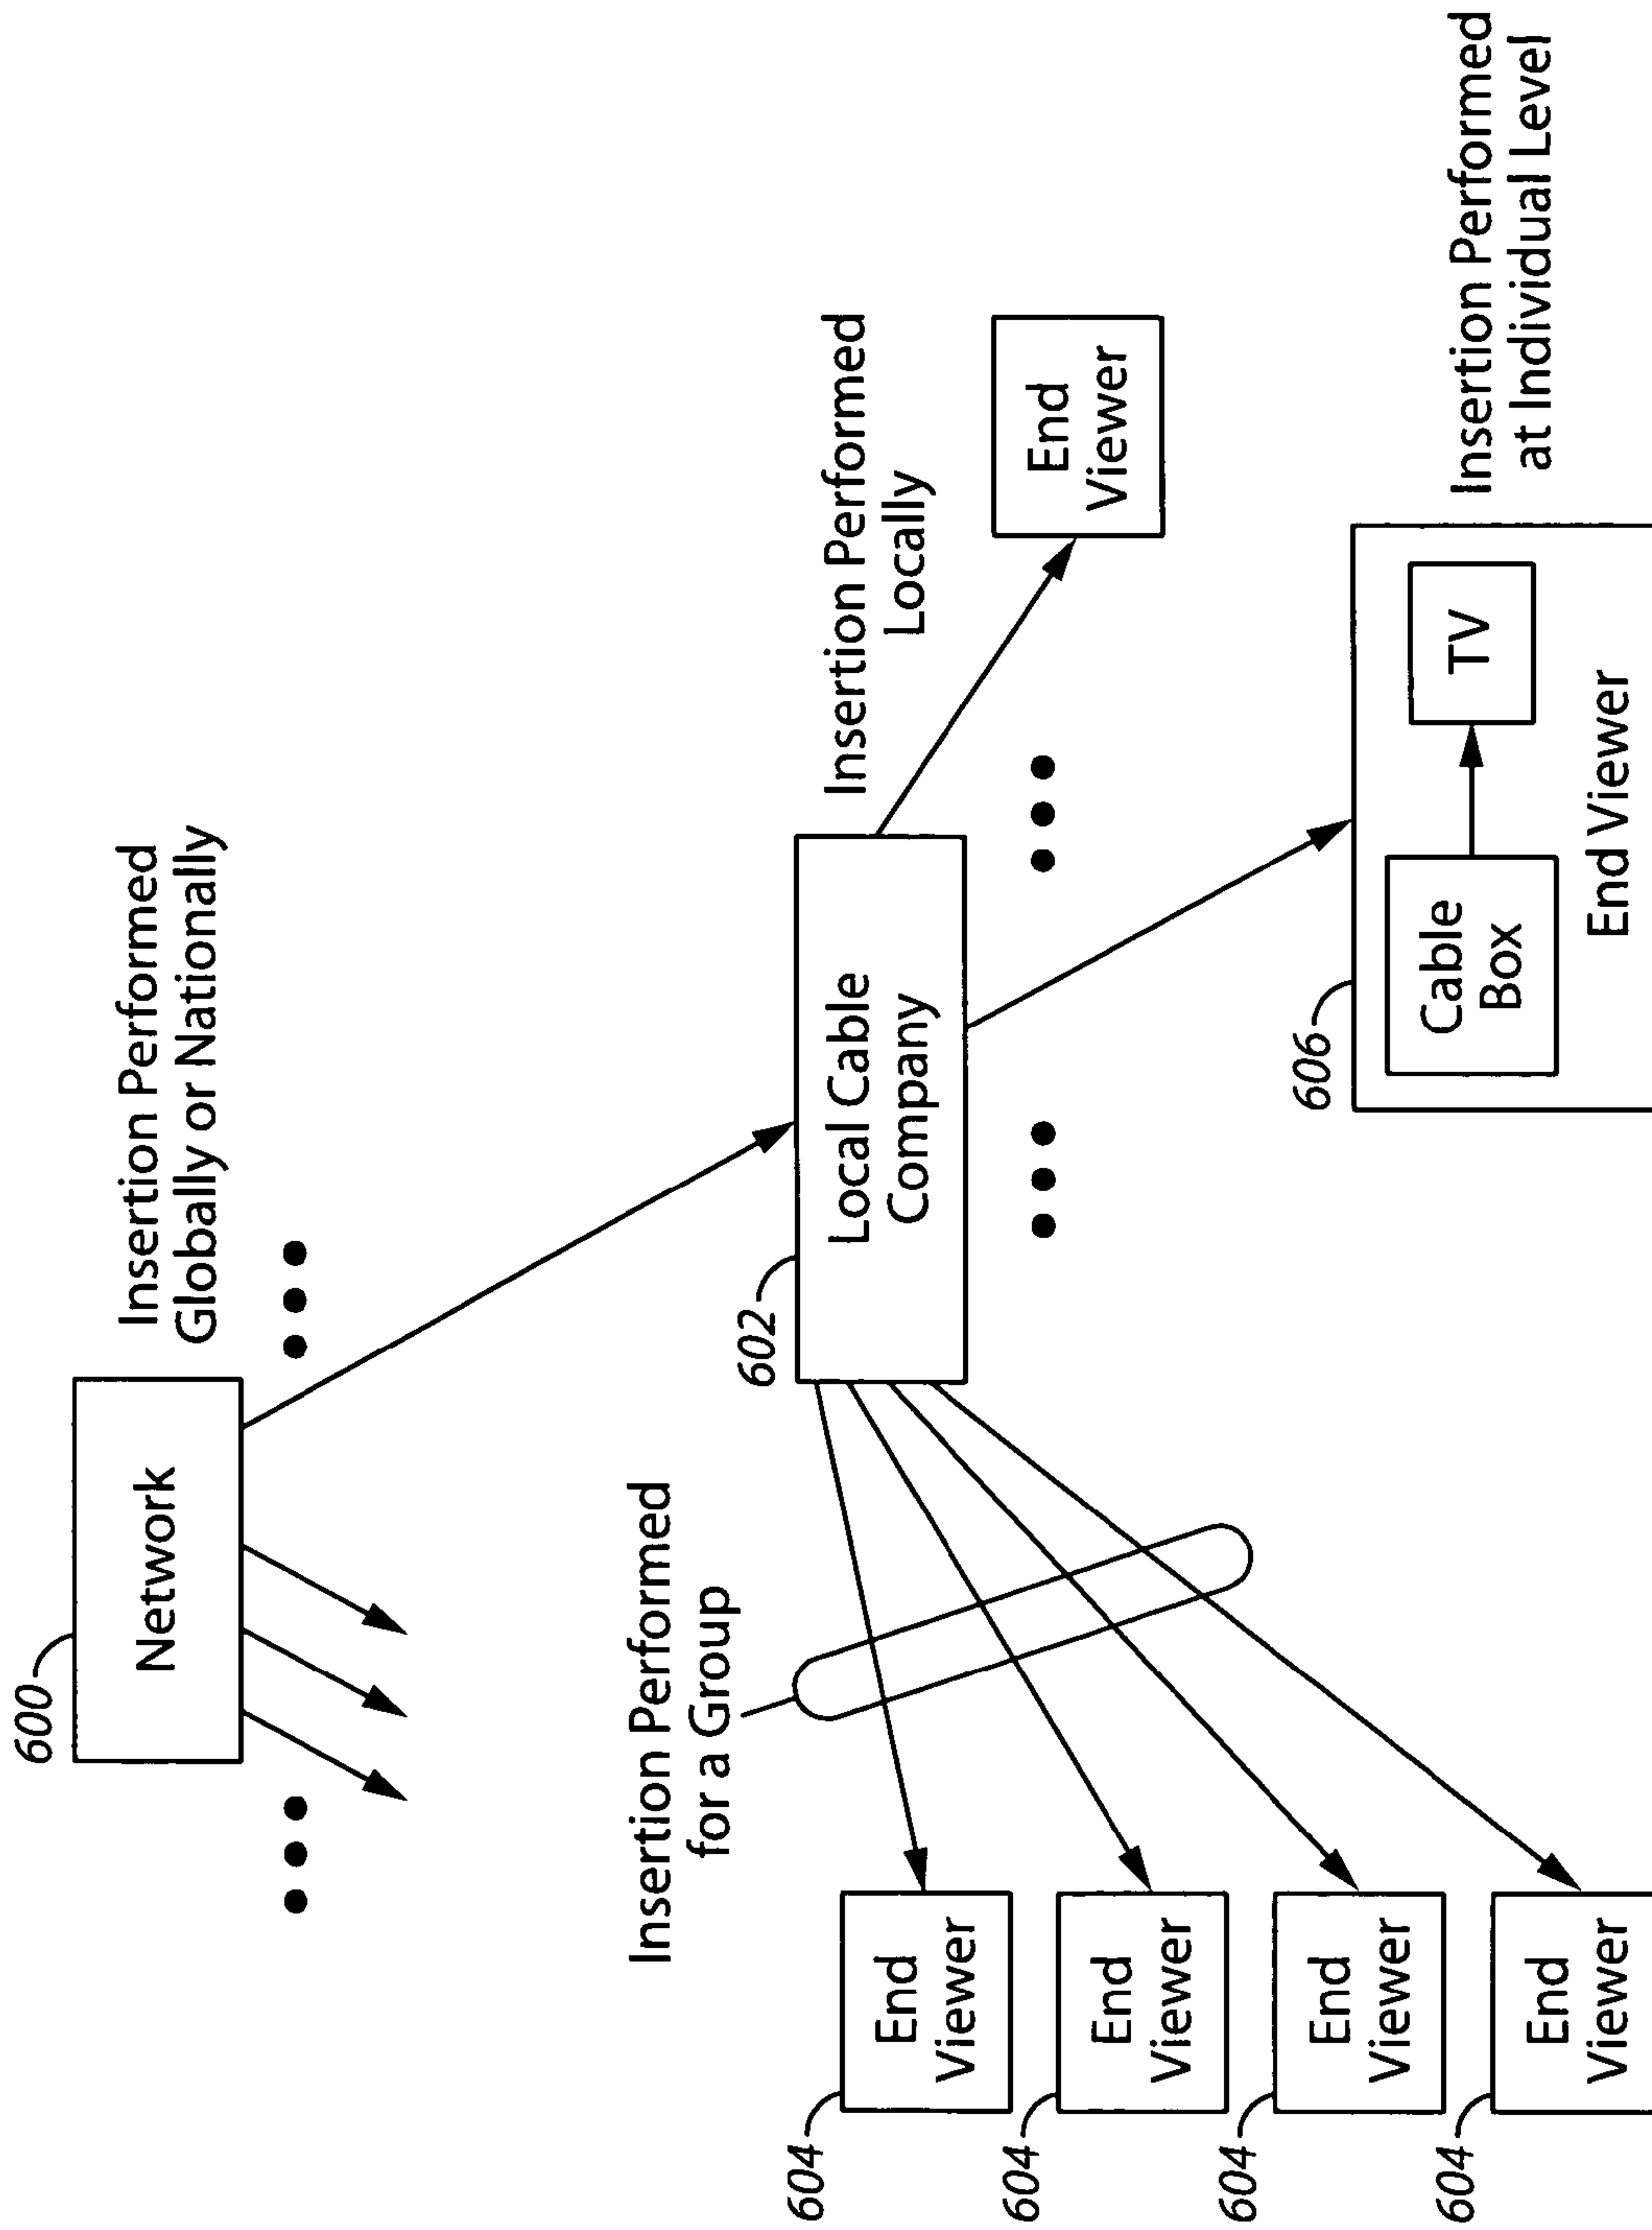 600
Network
Insertion Performed
Globally or Nationally
Insertion Performed
for a Group
602
Local Cable
Company
Insertion Performed
Locally
End
Viewer
604
End
Viewer
604
End
Viewer
604
End
Viewer
604
End
Viewer
606
Cable
Box
TV
End Viewer
Insertion Performed
at Individual Level